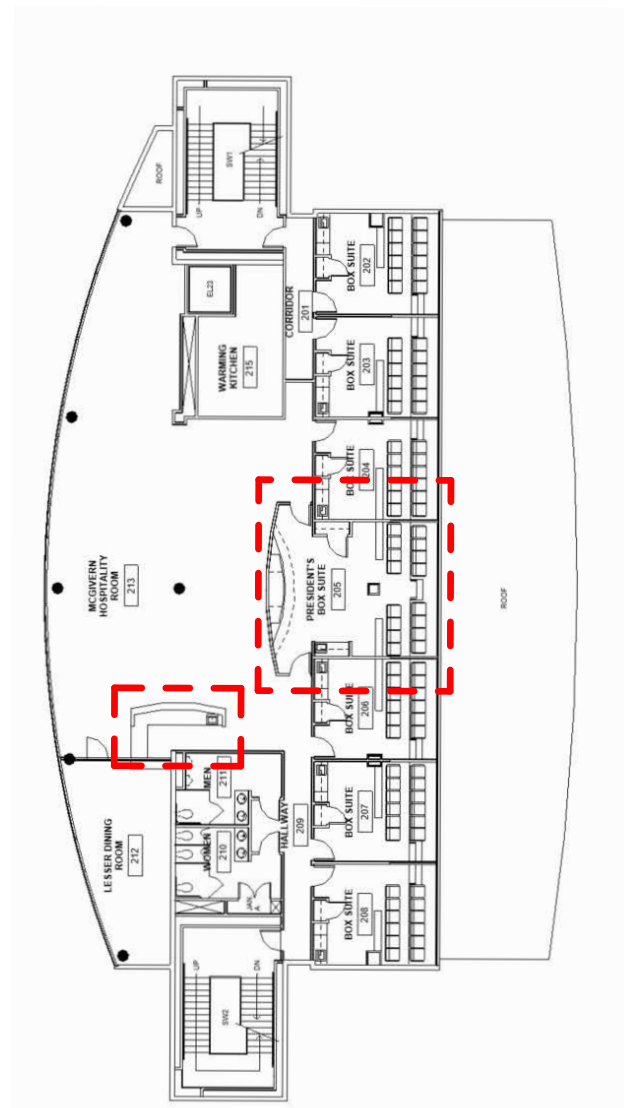 ROOF
SW1
UP
DN
EL23
WARMING
KITCHEN
215
CORRIDOR
201
BOX SUITE
202
BOX SUITE
203
BOX SUITE
204
MCGIVERN
HOSPITALITY
ROOM
213
PRESIDENT'S
BOX SUITE
205
ROOF
BOX SUITE
206
MEN
211
WOMEN
210
HALLWAY
209
BOX SUITE
207
LESSER DINING
ROOM
212
JAN
A
BOX SUITE
208
UP
DN
SW2